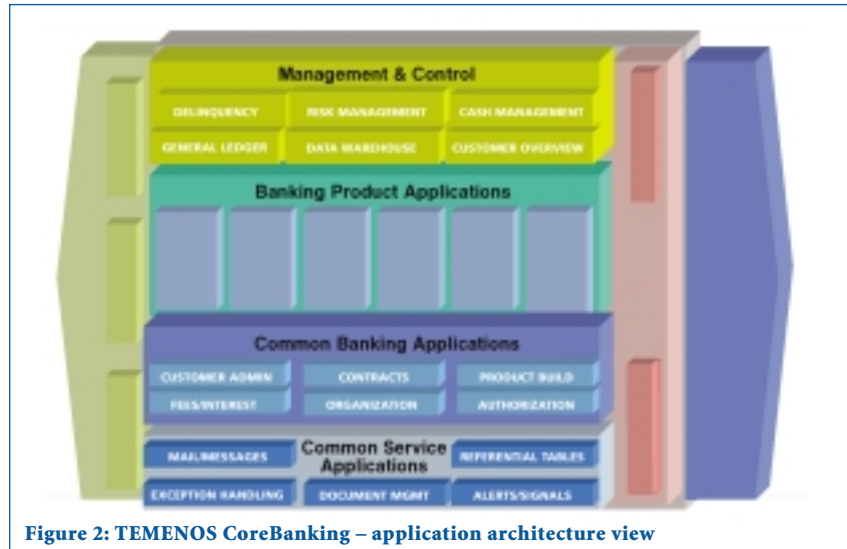 Management & Control
DELINQUENCY RISK MANAGEMENT CASH MANAGEMENT
GENERAL LEDGER DATA WAREHOUSE CUSTOMER OVERVIEW
Banking Product Applications
Common Banking Applications
CUSTOMER ADMIN CONTRACTS PRODUCT BUILD
FEES/INTEREST ORGANIZATION AUTHORIZATION
Common Service
Applications
MAIL/MESSAGES REFERENTIAL TABLES
EXCEPTION HANDLING DOCUMENT MGMT ALERTS/SIGNALS
Figure 2: TEMENOS CoreBanking – application architecture view